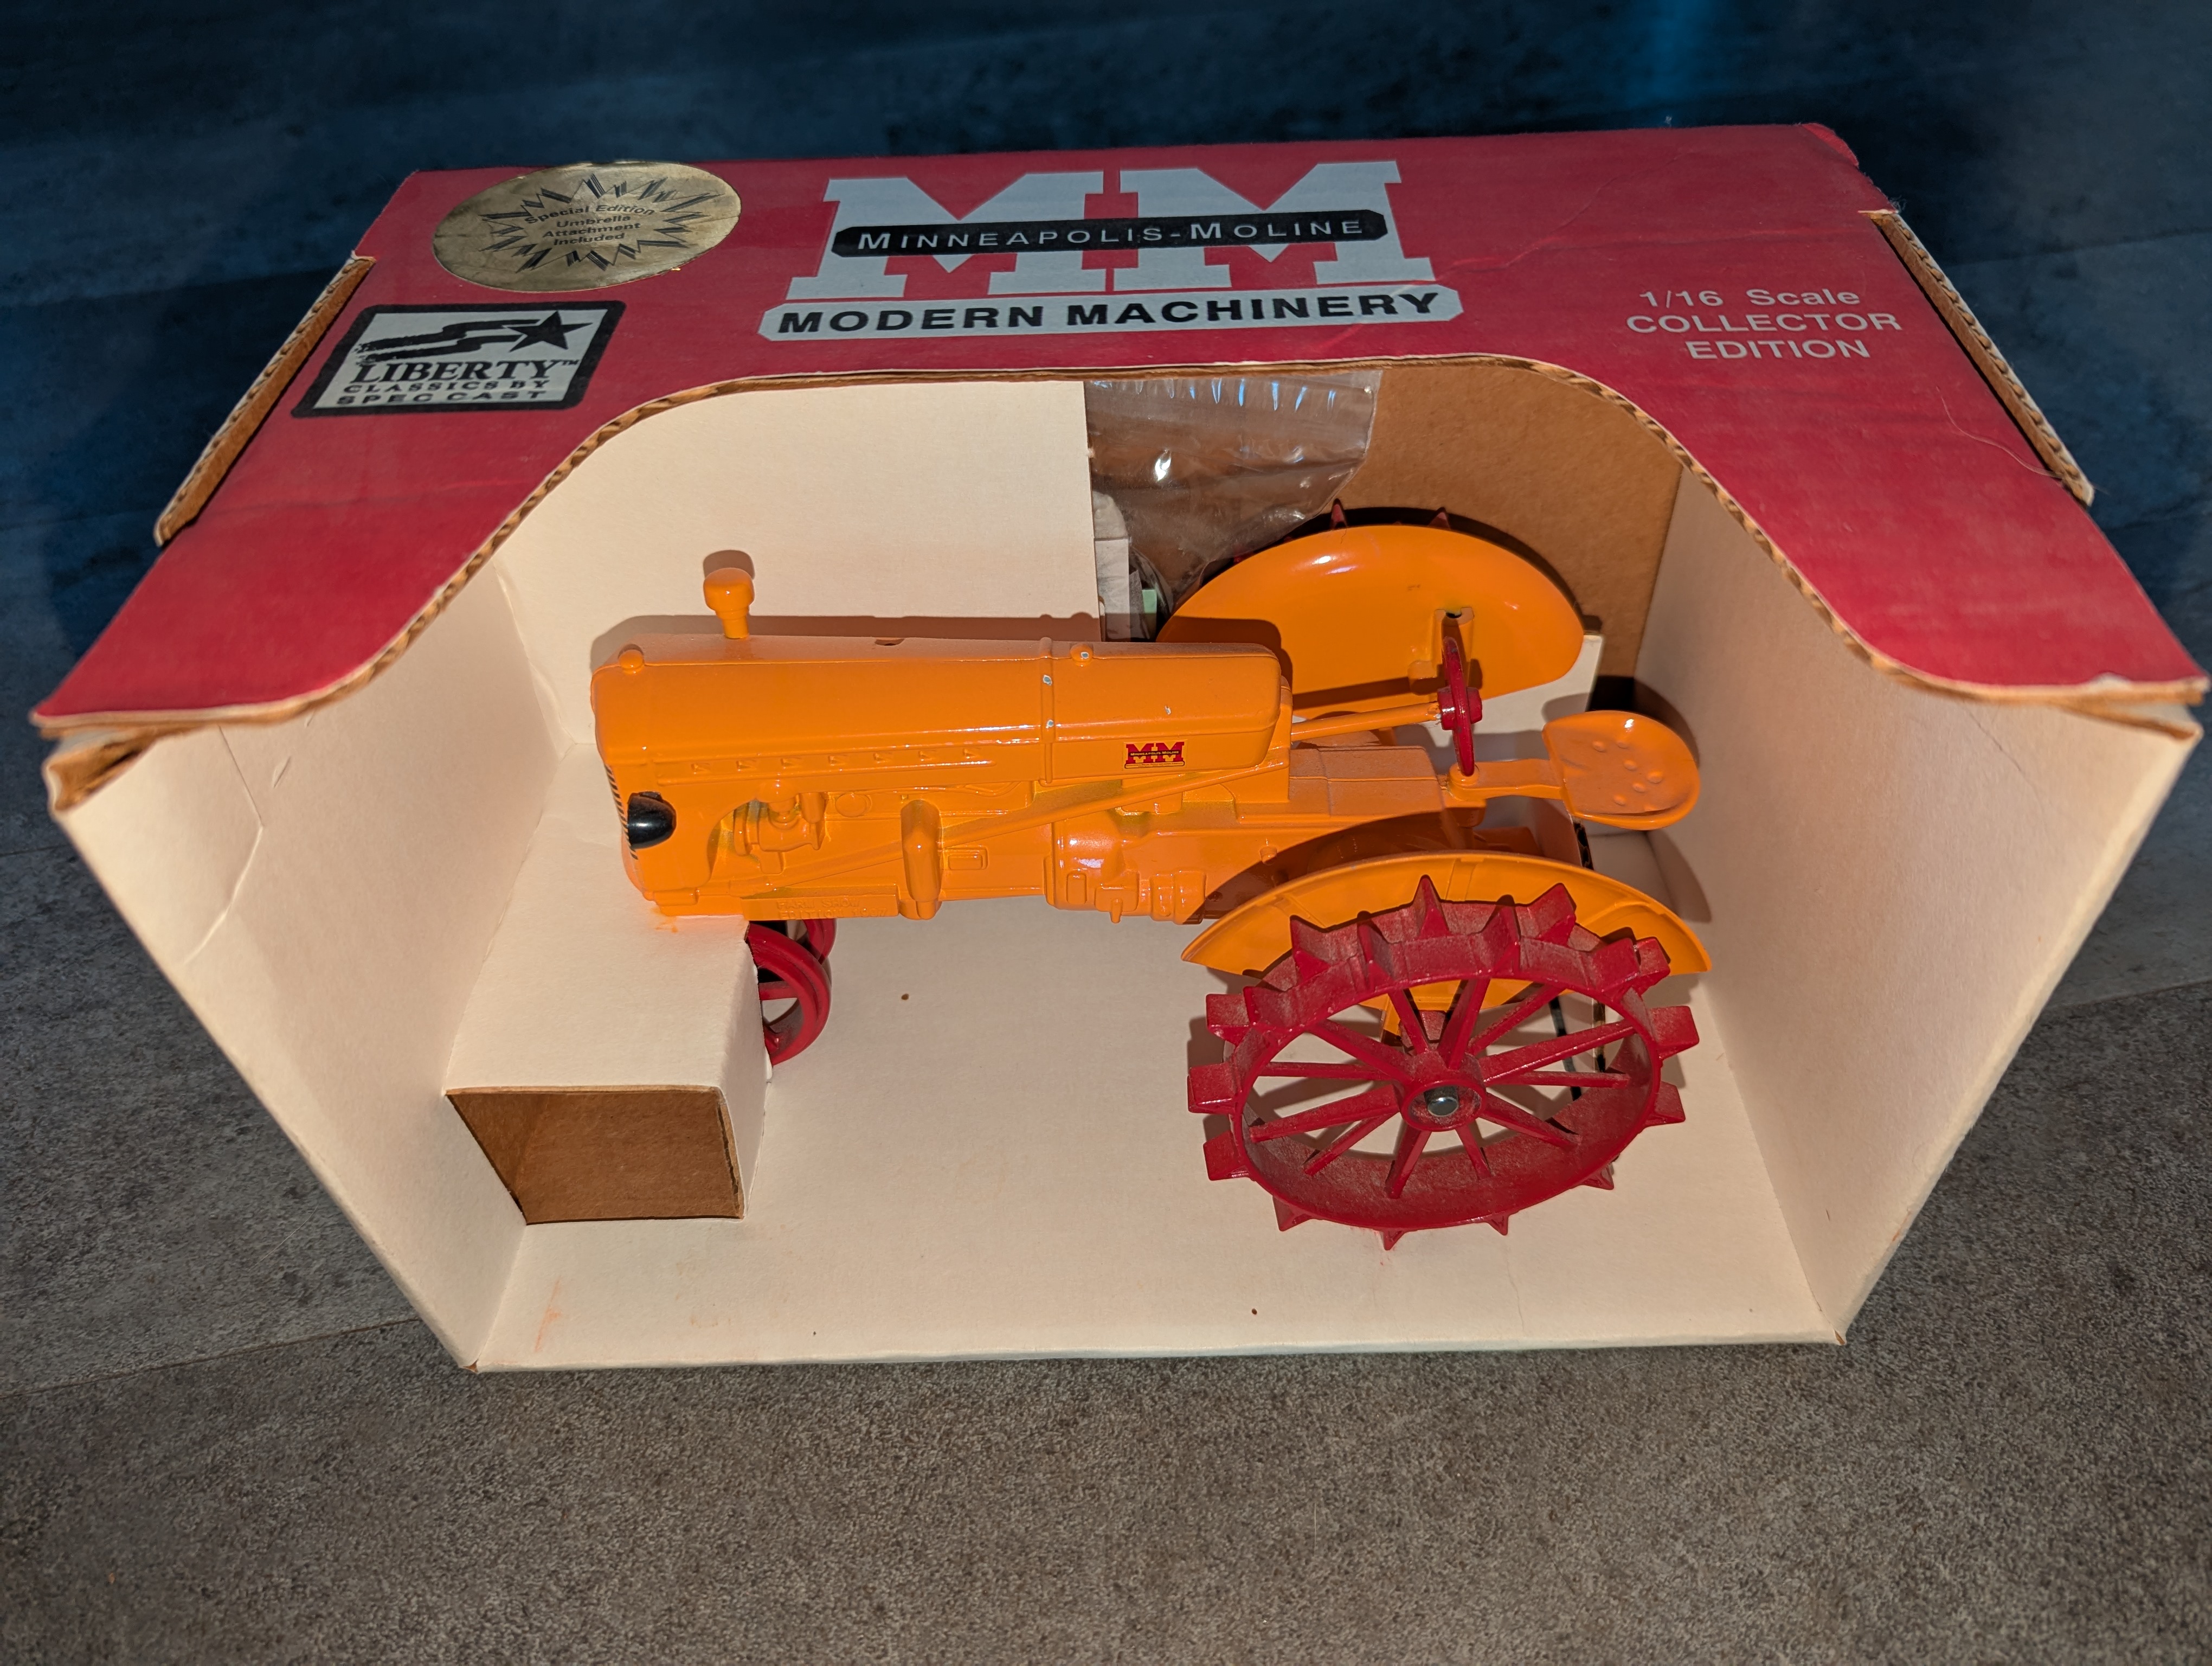 Special Edition
Umbrella
Attachment
Included
MM
MINNEAPOLIS-MOLINE
MODERN MACHINERY
LIBERTY™
CLASSICS BY
SPEC CAST
1/16 Scale
COLLECTOR
EDITION
MM